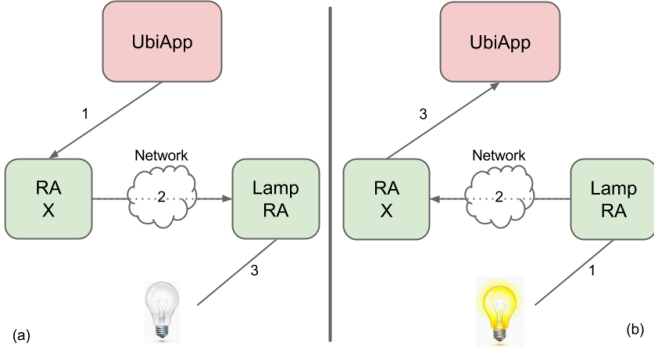 UbiApp
1
RA
X
Network
2
Lamp
RA
3
(a)
UbiApp
3
RA
X
Network
2
Lamp
RA
1
(b)